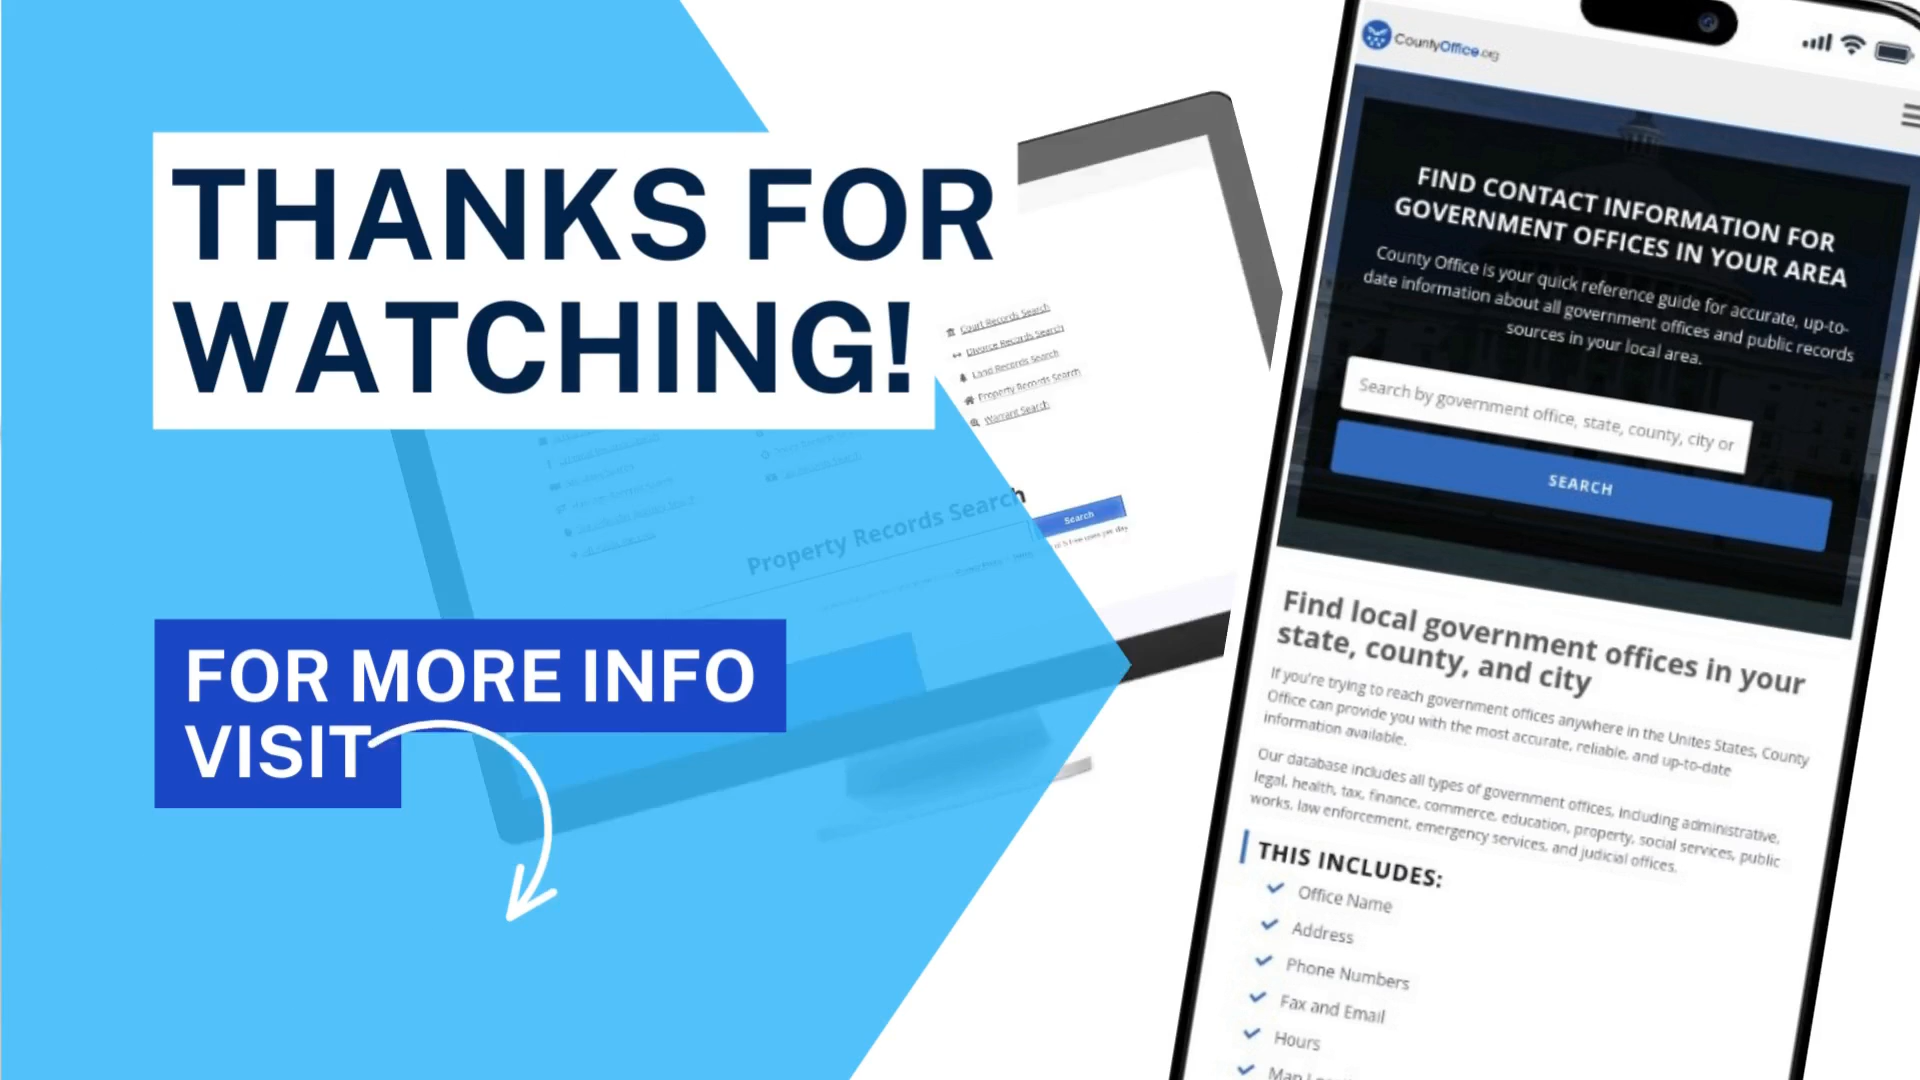 THANKS FOR
WATCHING!
FOR MORE INFO
VISIT
Court Records Search
Divorce Records Search
Land Records Search
Property Records Search
Warrant Search
Property Records Search
Search
of 5 free uses per day
CountyOffice.org
FIND CONTACT INFORMATION FOR
GOVERNMENT OFFICES IN YOUR AREA
County Office is your quick reference guide for accurate, up-to-
date information about all government offices and public records
sources in your local area.
Search by government office, state, county, city or
SEARCH
Find local government offices in your
state, county, and city
If you're trying to reach government offices anywhere in the Unites States, County
Office can provide you with the most accurate, reliable, and up-to-date
information available.
Our database includes all types of government offices, including administrative,
legal, health, tax, finance, commerce, education, property, social services, public
works, law enforcement, emergency services, and judicial offices.
THIS INCLUDES:
Office Name
Address
Phone Numbers
Fax and Email
Hours
Map